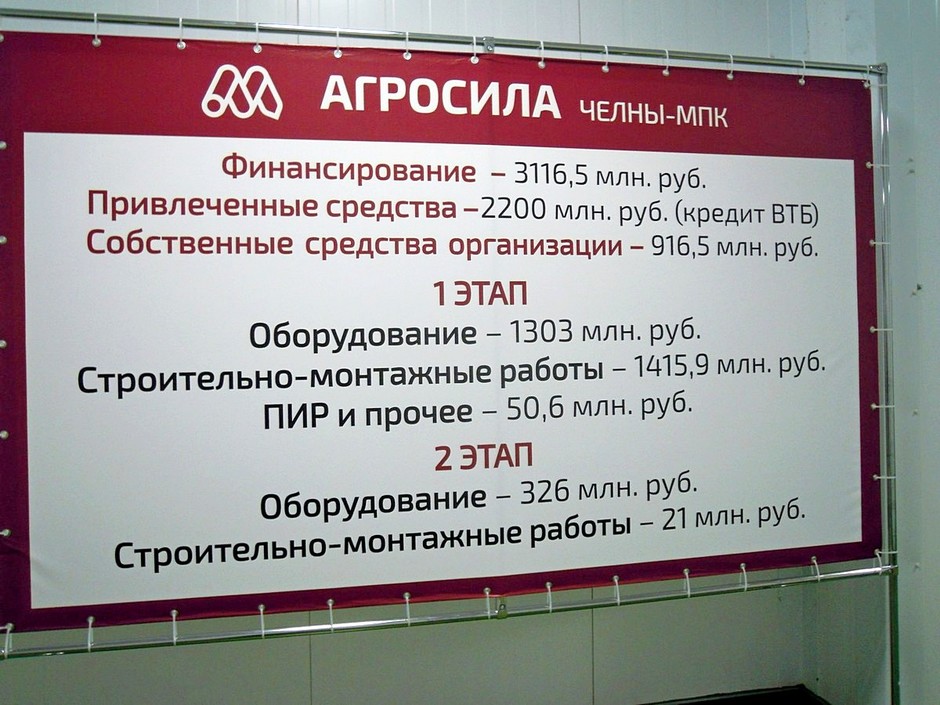 АГРОСИЛА ЧЕЛНЫ-МПК
Финансирование – 3116,5 млн. руб.
Привлеченные средства –2200 млн. руб. (кредит ВТБ)
Собственные средства организации – 916,5 млн. руб.
1 ЭТАП
Оборудование – 1303 млн. руб.
Строительно-монтажные работы – 1415,9 млн. руб.
ПИР и прочее – 50,6 млн. руб.
2 ЭТАП
Оборудование – 326 млн. руб.
Строительно-монтажные работы – 21 млн. руб.